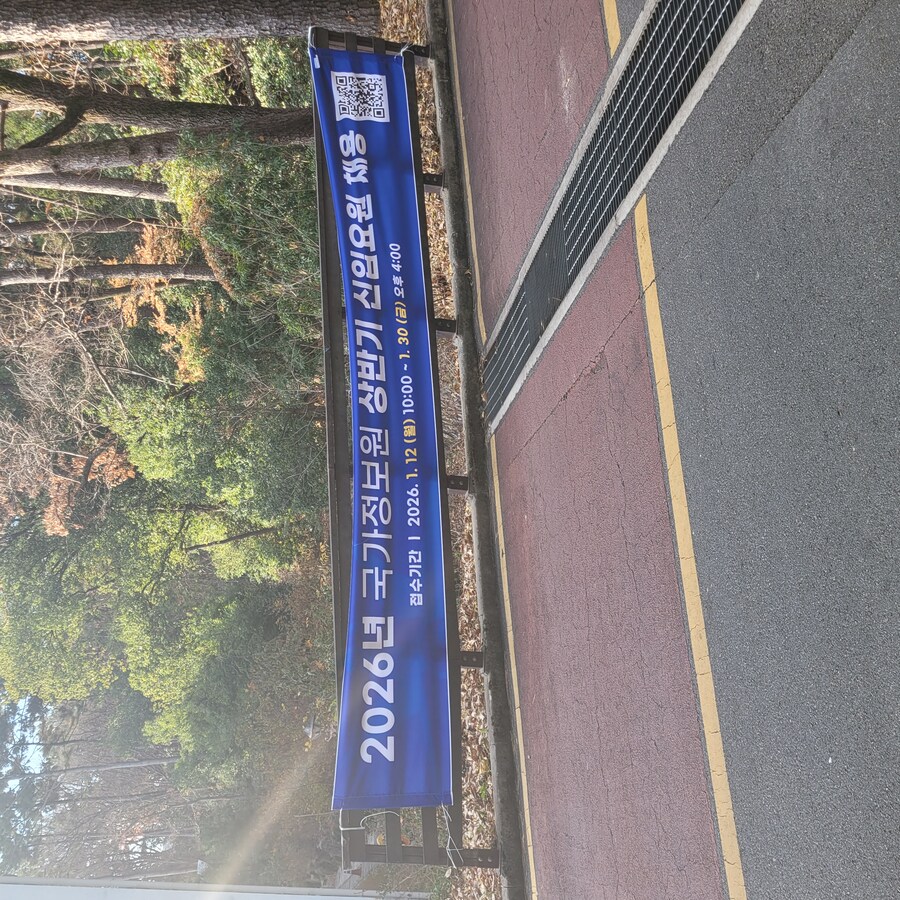 2026년 국가정보원 상반기 신입요원 채용
접수기간 ㅣ 2026. 1. 12 (월) 10:00 ~ 1. 30 (금) 오후 4:00